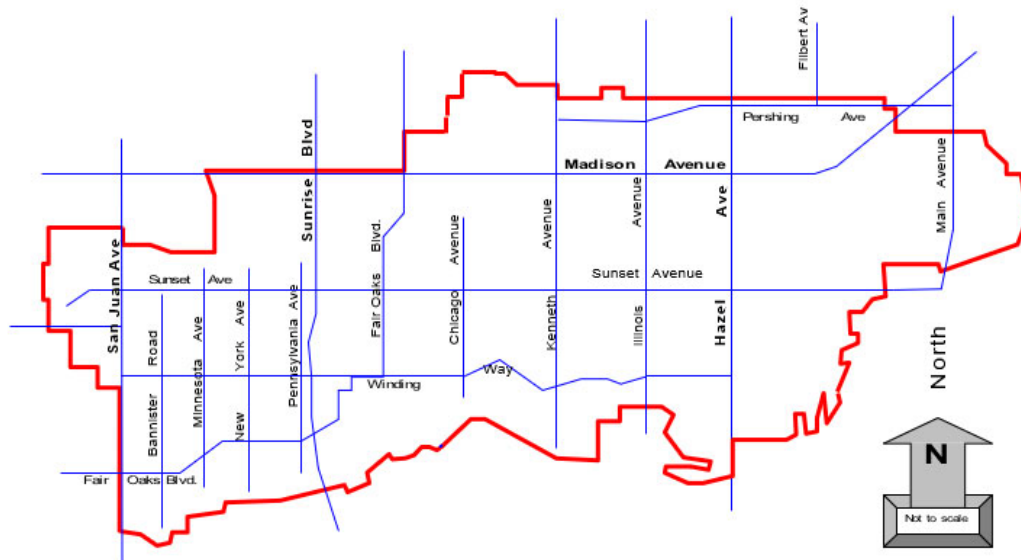 Filbert Av
Pershing Ave
Madison Avenue
Sunrise Blvd
Main Avenue
San Juan Ave
Fair Oaks Blvd.
Chicago Avenue
Kenneth Avenue
Illinois Avenue
Hazel Ave
Sunset Ave
Sunset Avenue
Bannister Road
Minnesota Ave
New York Ave
Pennsylvania Ave
Winding Way
Fair Oaks Blvd.
North
N
Not to scale